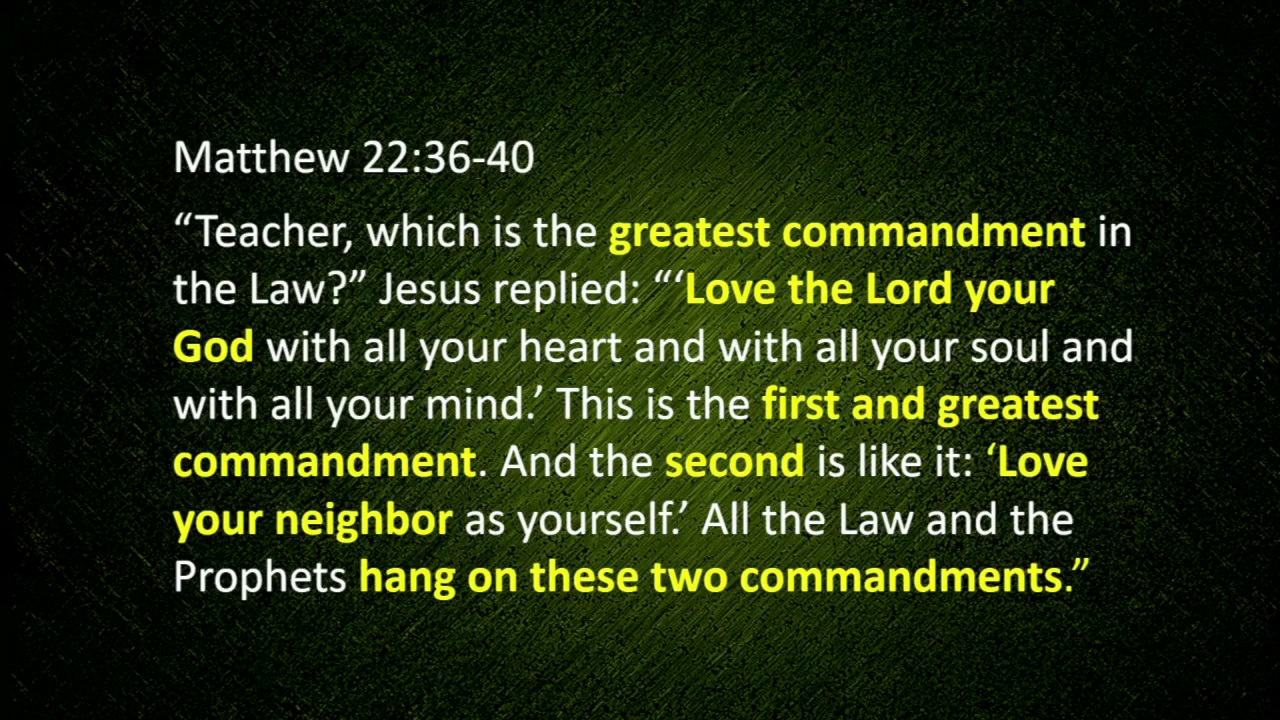 Matthew 22:36-40
“Teacher, which is the greatest commandment in
the Law?” Jesus replied: “‘Love the Lord your
God with all your heart and with all your soul and
with all your mind.’ This is the first and greatest
commandment. And the second is like it: ‘Love
your neighbor as yourself.’ All the Law and the
Prophets hang on these two commandments.”